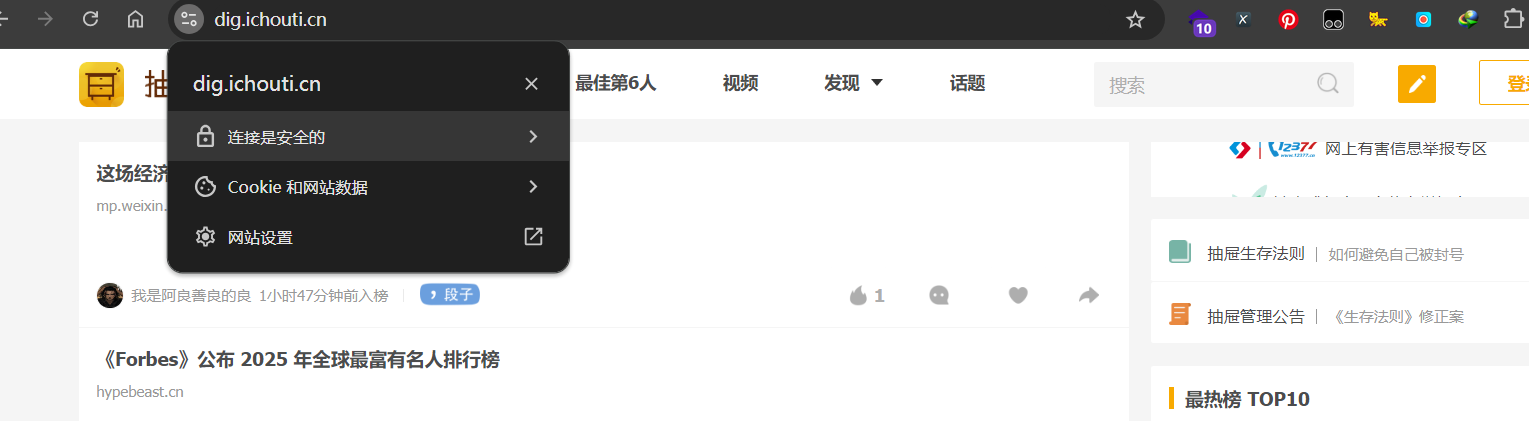 dig.ichouti.cn
10
dig.ichouti.cn
抽
最佳第6人
视频
发现
话题
搜索
登
连接是安全的
Cookie 和网站数据
网站设置
这场经济
mp.weixin.
我是阿良善良的良 1小时47分钟前入榜
段子
1
《Forbes》公布 2025 年全球最富有名人排行榜
hypebeast.cn
12377
www.12377.cn
网上有害信息举报专区
抽屉生存法则 | 如何避免自己被封号
抽屉管理公告 | 《生存法则》修正案
最热榜 TOP10